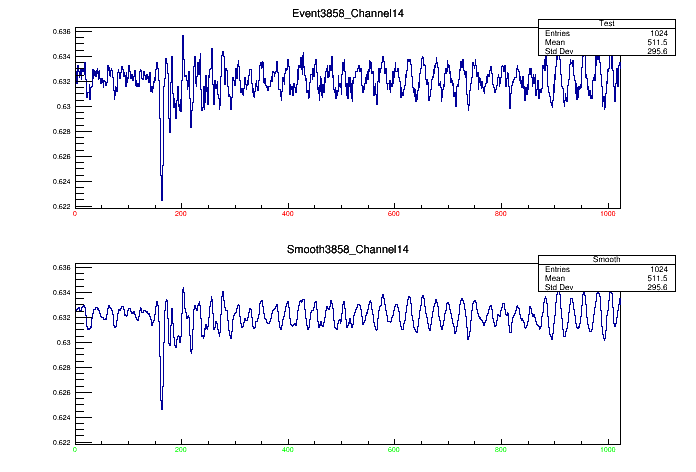 Event3858_Channel14
Test
Entries 1024
Mean 511.5
Std Dev 295.6
0.636
0.634
0.632
0.63
0.628
0.626
0.624
0.622
0 200 400 600 800 1000
Smooth3858_Channel14
Smooth
Entries 1024
Mean 511.5
Std Dev 295.6
0.636
0.634
0.632
0.63
0.628
0.626
0.624
0.622
0 200 400 600 800 1000